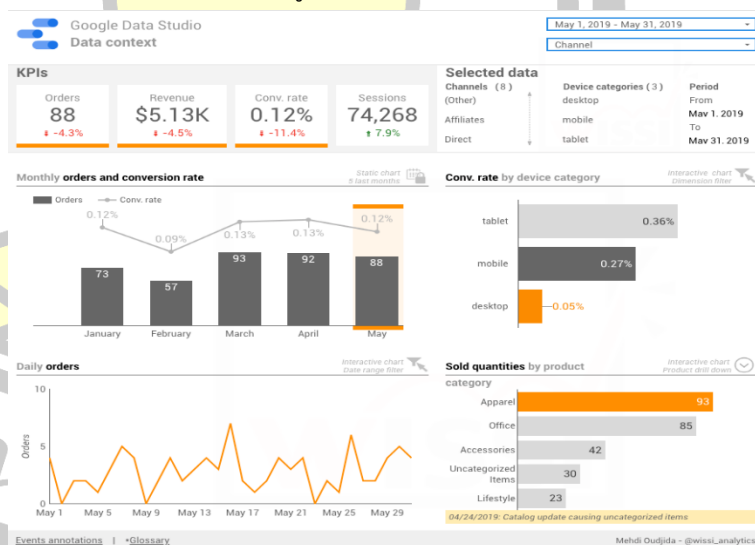 Google Data Studio
Data context
May 1, 2019 - May 31, 2019
Channel
KPIs
Orders
88
-4.3%
Revenue
$5.13K
-4.5%
Conv. rate
0.12%
-11.4%
Sessions
74,268
7.9%
Selected data
Channels (8)
(Other)
Affiliates
Direct
Device categories (3)
desktop
mobile
tablet
Period
From
May 1. 2019
To
May 31. 2019
Monthly orders and conversion rate
Static chart
5 last months
Orders
Conv. rate
0.12%
0.09%
0.13%
0.13%
0.12%
73
57
93
92
88
January
February
March
April
May
Conv. rate by device category
Interactive chart
Dimension filter
tablet
0.36%
mobile
0.27%
desktop
0.05%
Daily orders
Interactive chart
Date range filter
10
5
0
Orders
May 1
May 5
May 9
May 13
May 17
May 21
May 25
May 29
Sold quantities by product
category
Interactive chart
Product drill down
Apparel
93
Office
85
Accessories
42
Uncategorized
Items
30
Lifestyle
23
04/24/2019: Catalog update causing uncategorized items
Events annotations | •Glossary
Mehdi Oudjida - @wissi_analytics